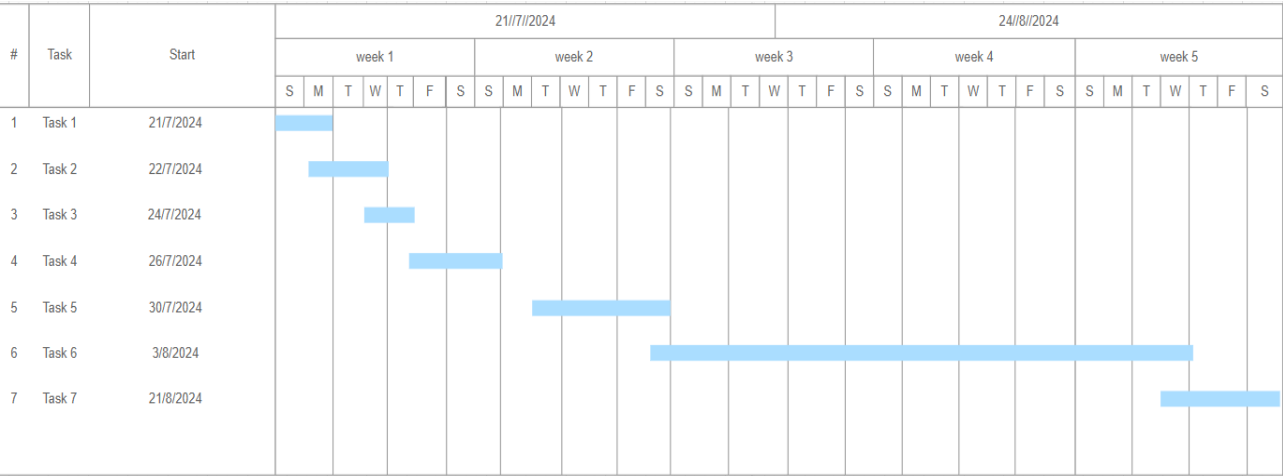 21//7//2024 24//8//2024
# Task Start week 1 week 2 week 3 week 4 week 5
S M T W T F S S M T W T F S S M T W T F S S M T W T F S S M T W T F S
1 Task 1 21/7/2024
2 Task 2 22/7/2024
3 Task 3 24/7/2024
4 Task 4 26/7/2024
5 Task 5 30/7/2024
6 Task 6 3/8/2024
7 Task 7 21/8/2024